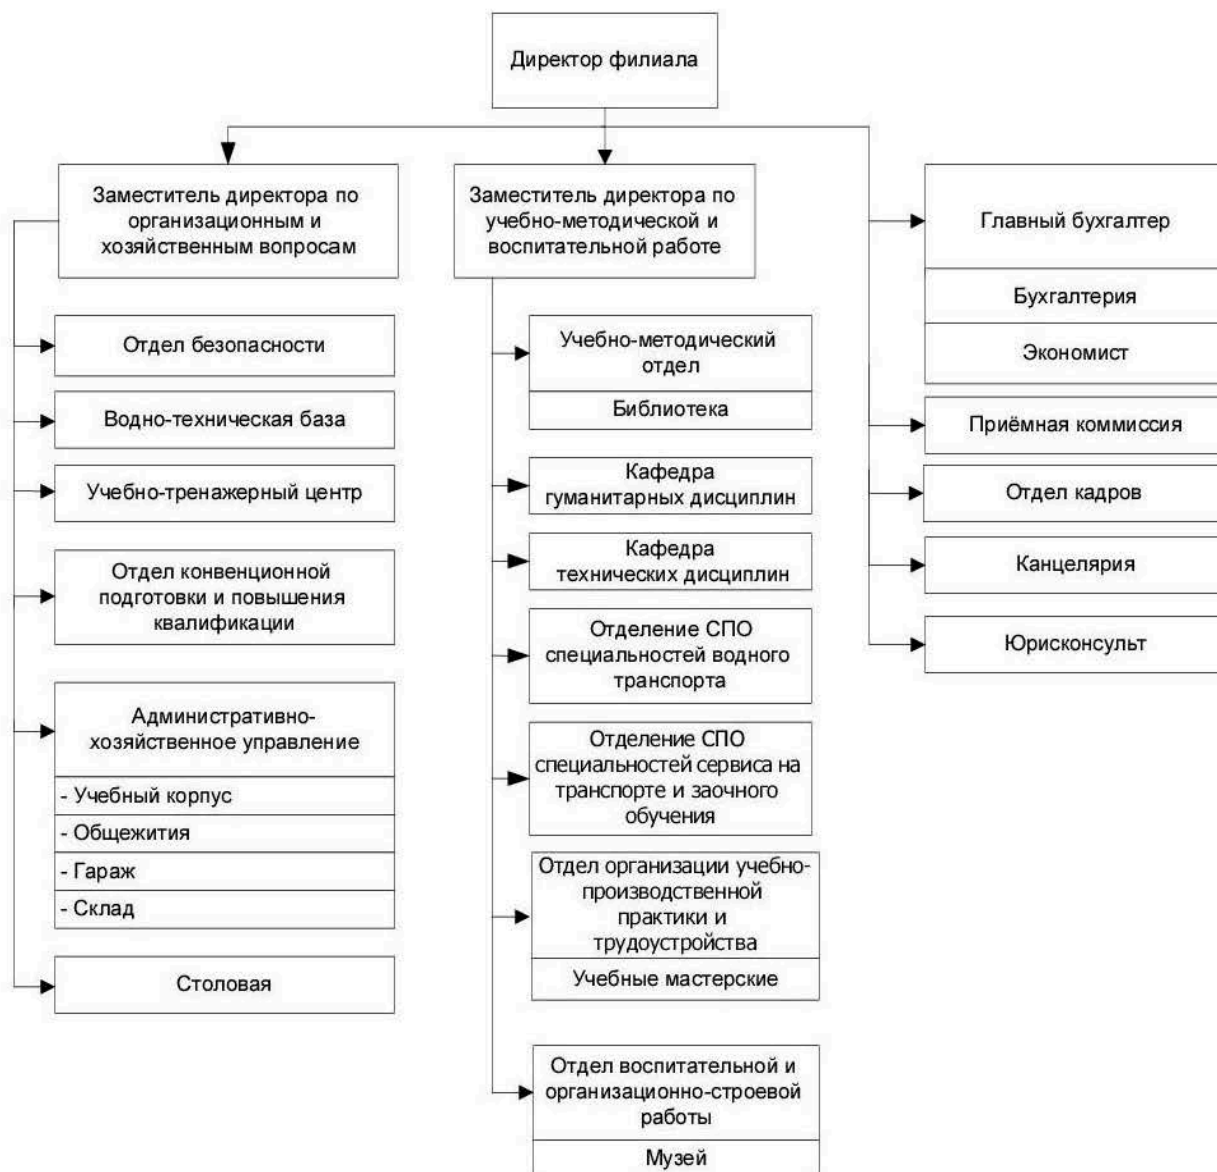 Директор филиала
Заместитель директора по
организационным и
хозяйственным вопросам
Отдел безопасности
Водно-техническая база
Учебно-тренажерный центр
Отдел конвенционной
подготовки и повышения
квалификации
Административно-
хозяйственное управление
- Учебный корпус
- Общежития
- Гараж
- Склад
Столовая
Заместитель директора по
учебно-методической и
воспитательной работе
Учебно-методический
отдел
Библиотека
Кафедра
гуманитарных дисциплин
Кафедра
технических дисциплин
Отделение СПО
специальностей водного
транспорта
Отделение СПО
специальностей сервиса на
транспорте и заочного
обучения
Отдел организации учебно-
производственной
практики и
трудоустройства
Учебные мастерские
Отдел воспитательной и
организационно-строевой
работы
Музей
Главный бухгалтер
Бухгалтерия
Экономист
Приёмная коммиссия
Отдел кадров
Канцелярия
Юрисконсульт